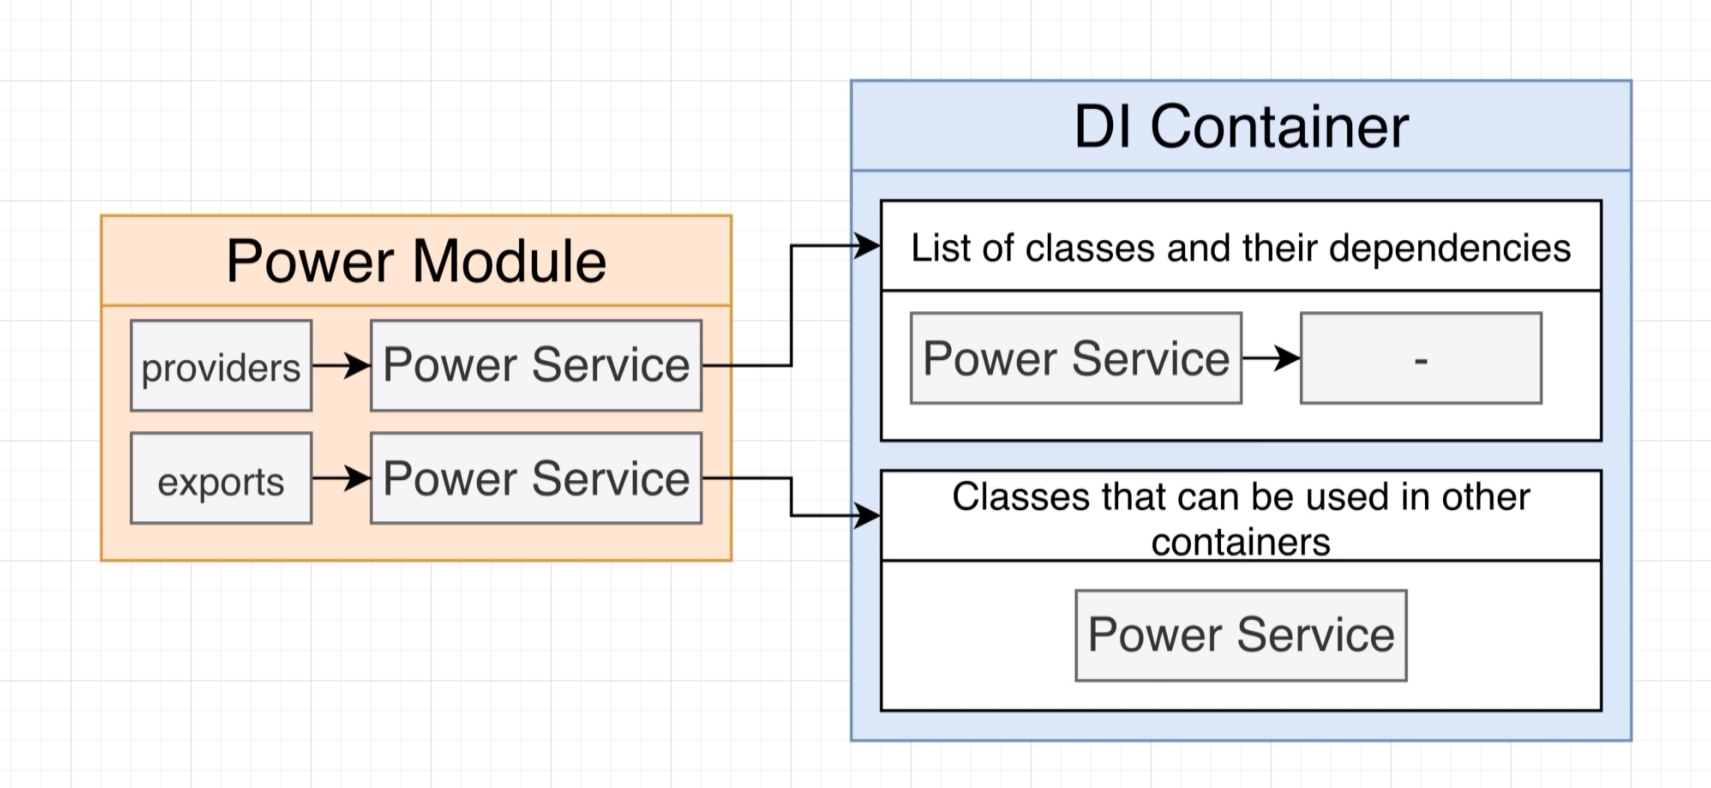 DI Container
Power Module
List of classes and their dependencies
providers
Power Service
Power Service
-
exports
Power Service
Classes that can be used in other
containers
Power Service